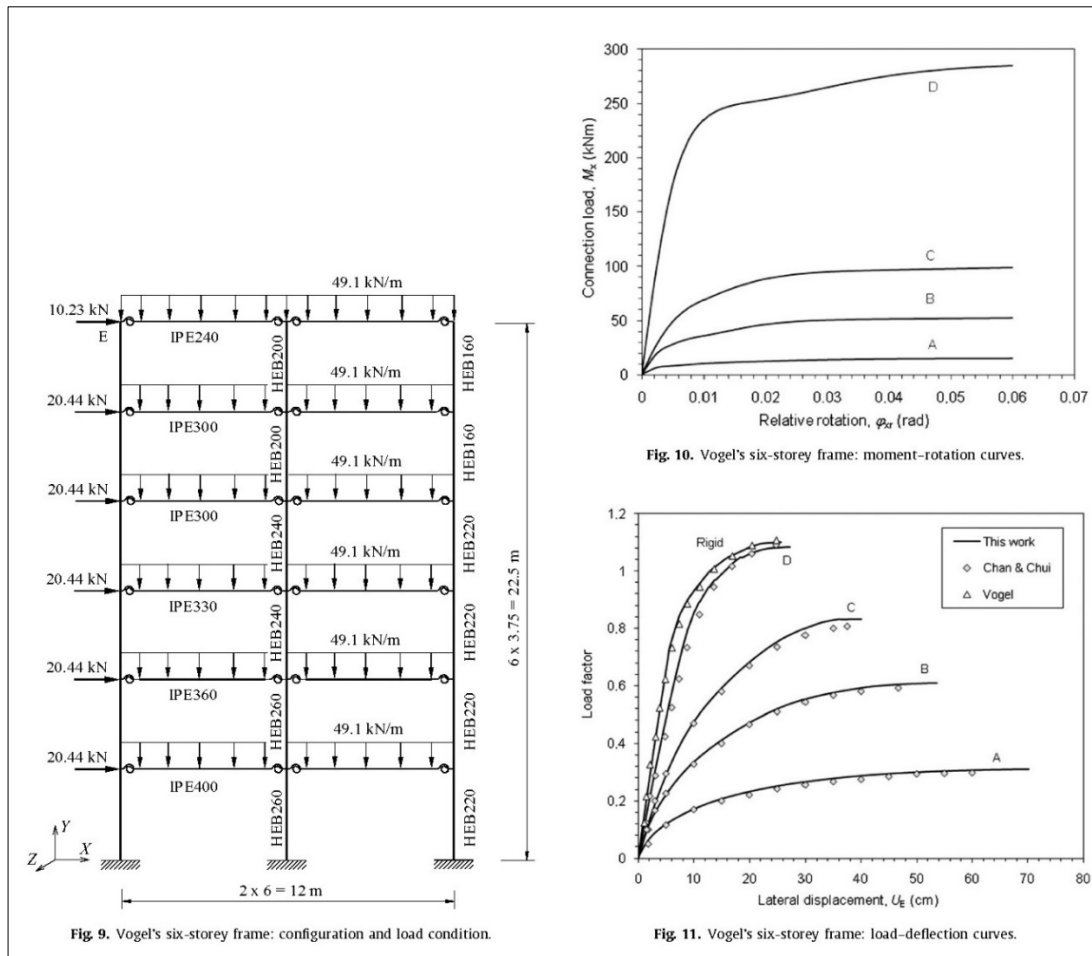 49.1 kN/m
10.23 kN
E
IPE240
HEB200
HEB160
49.1 kN/m
20.44 kN
IPE300
HEB200
HEB160
49.1 kN/m
20.44 kN
IPE300
HEB240
HEB220
49.1 kN/m
20.44 kN
IPE330
HEB240
HEB220
49.1 kN/m
20.44 kN
IPE360
HEB260
HEB220
49.1 kN/m
20.44 kN
IPE400
HEB260
HEB220
6 x 3.75 = 22.5 m
Y
Z X
2 x 6 = 12 m
Fig. 9. Vogel's six-storey frame: configuration and load condition.
300
250
200
150
100
50
0
Connection load, Mx (kNm)
D
C
B
A
0 0,01 0,02 0,03 0,04 0,05 0,06 0,07
Relative rotation, φxr (rad)
Fig. 10. Vogel's six-storey frame: moment–rotation curves.
1.2
1
0.8
0.6
0.4
0.2
0
Load factor
Rigid
D
C
B
A
This work
Chan & Chui
Vogel
0 10 20 30 40 50 60 70 80
Lateral displacement, UE (cm)
Fig. 11. Vogel's six-storey frame: load–deflection curves.